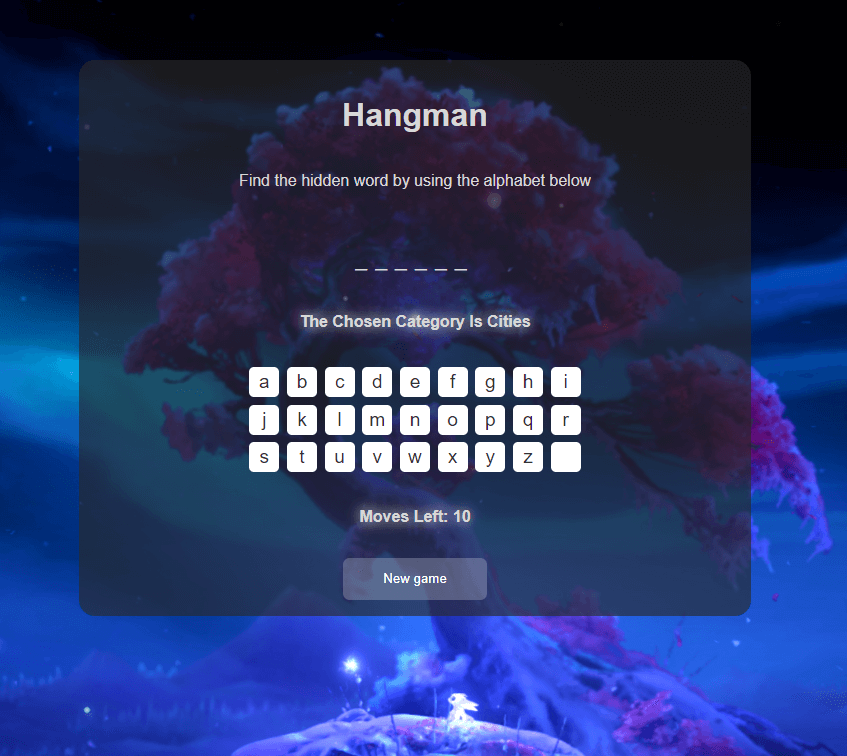 Hangman
Find the hidden word by using the alphabet below
_ _ _ _ _ _
The Chosen Category Is Cities
a b c d e f g h i
j k l m n o p q r
s t u v w x y z
Moves Left: 10
New game